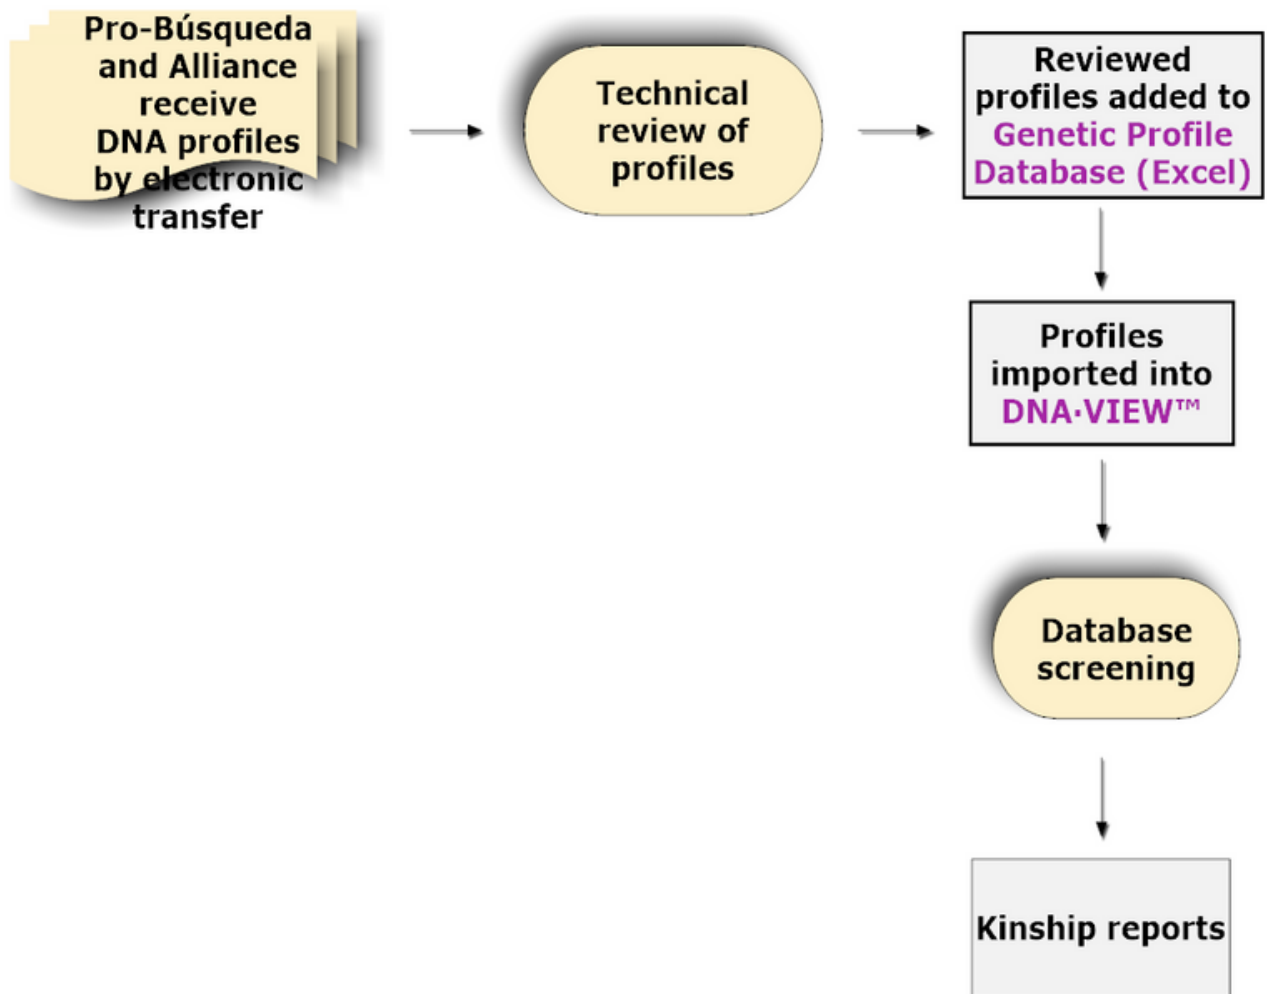 Pro-Búsqueda
and Alliance
receive
DNA profiles
by electronic
transfer
Technical
review of
profiles
Reviewed
profiles added to
Genetic Profile
Database (Excel)
Profiles
imported into
DNA·VIEW™
Database
screening
Kinship reports